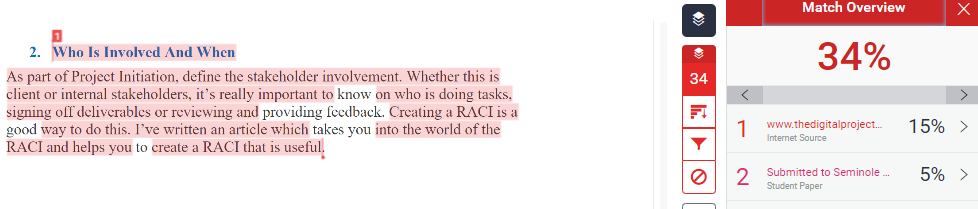 1
2. Who Is Involved And When
As part of Project Initiation, define the stakeholder involvement. Whether this is
client or internal stakeholders, it's really important to know on who is doing tasks,
signing off deliverables or reviewing and providing feedback. Creating a RACI is a
good way to do this. I've written an article which takes you into the world of the
RACI and helps you to create a RACI that is useful.
34
Match Overview
34%
1 www.thedigitalproject... 15%
Internet Source
2 Submitted to Seminole ... 5%
Student Paper